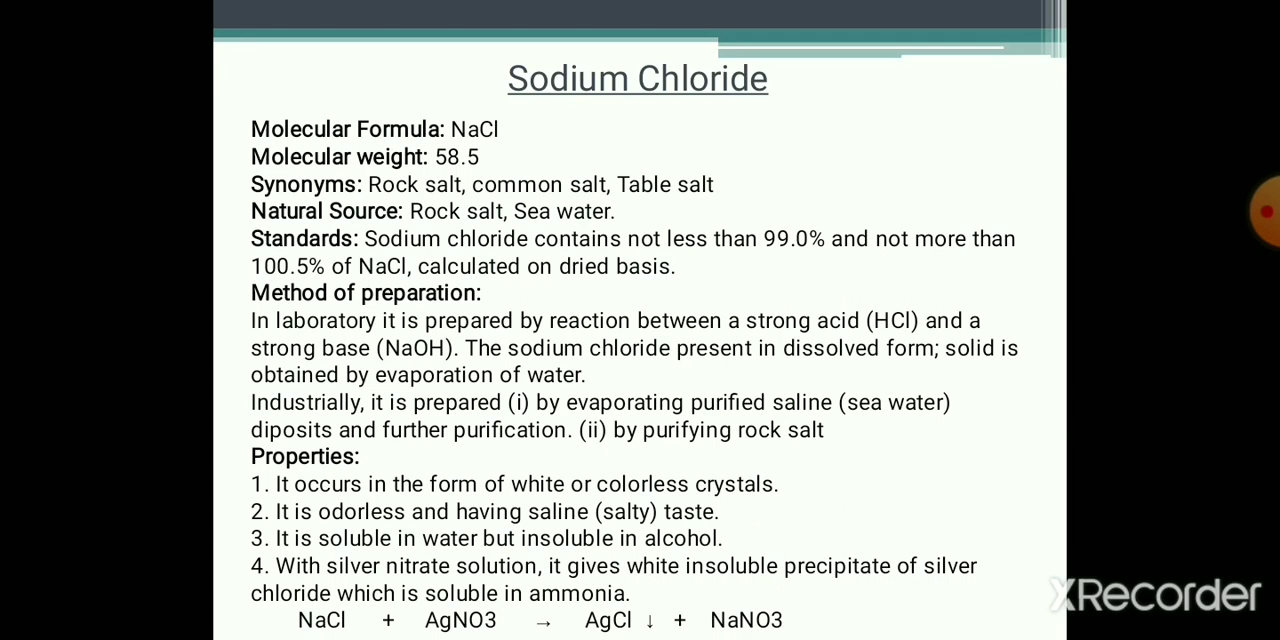 Sodium Chloride
Molecular Formula: NaCl
Molecular weight: 58.5
Synonyms: Rock salt, common salt, Table salt
Natural Source: Rock salt, Sea water.
Standards: Sodium chloride contains not less than 99.0% and not more than
100.5% of NaCl, calculated on dried basis.
Method of preparation:
In laboratory it is prepared by reaction between a strong acid (HCl) and a
strong base (NaOH). The sodium chloride present in dissolved form; solid is
obtained by evaporation of water.
Industrially, it is prepared (i) by evaporating purified saline (sea water)
diposits and further purification. (ii) by purifying rock salt
Properties:
1. It occurs in the form of white or colorless crystals.
2. It is odorless and having saline (salty) taste.
3. It is soluble in water but insoluble in alcohol.
4. With silver nitrate solution, it gives white insoluble precipitate of silver
chloride which is soluble in ammonia.
NaCl + AgNO3 → AgCl ↓ + NaNO3
XRecorder